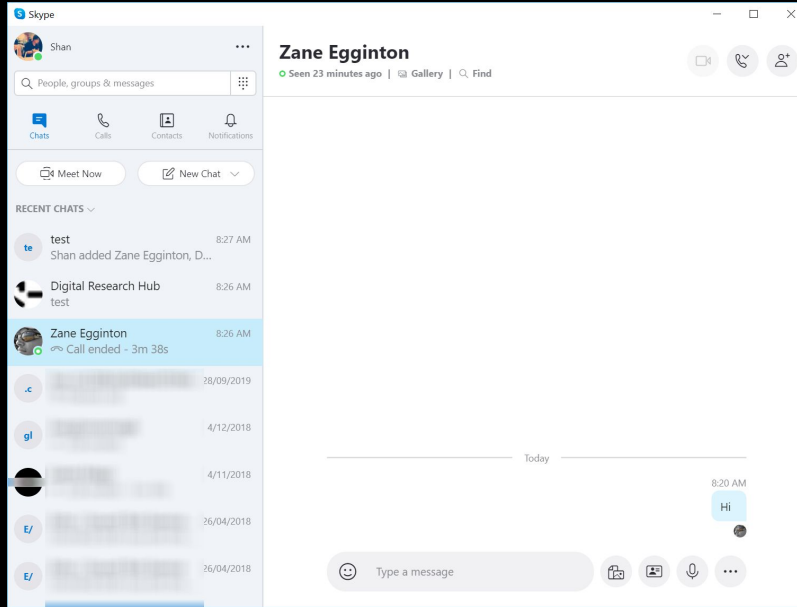 Skype
Shan
People, groups & messages
Chats
Calls
Contacts
Notifications
Meet Now
New Chat
RECENT CHATS
te
test
8:27 AM
Shan added Zane Egginton, D...
Digital Research Hub
8:26 AM
test
Zane Egginton
8:26 AM
Call ended - 3m 38s
.c
28/09/2019
gl
4/12/2018
4/11/2018
E/
26/04/2018
E/
26/04/2018
Zane Egginton
Seen 23 minutes ago | Gallery | Find
Today
8:20 AM
Hi
Type a message